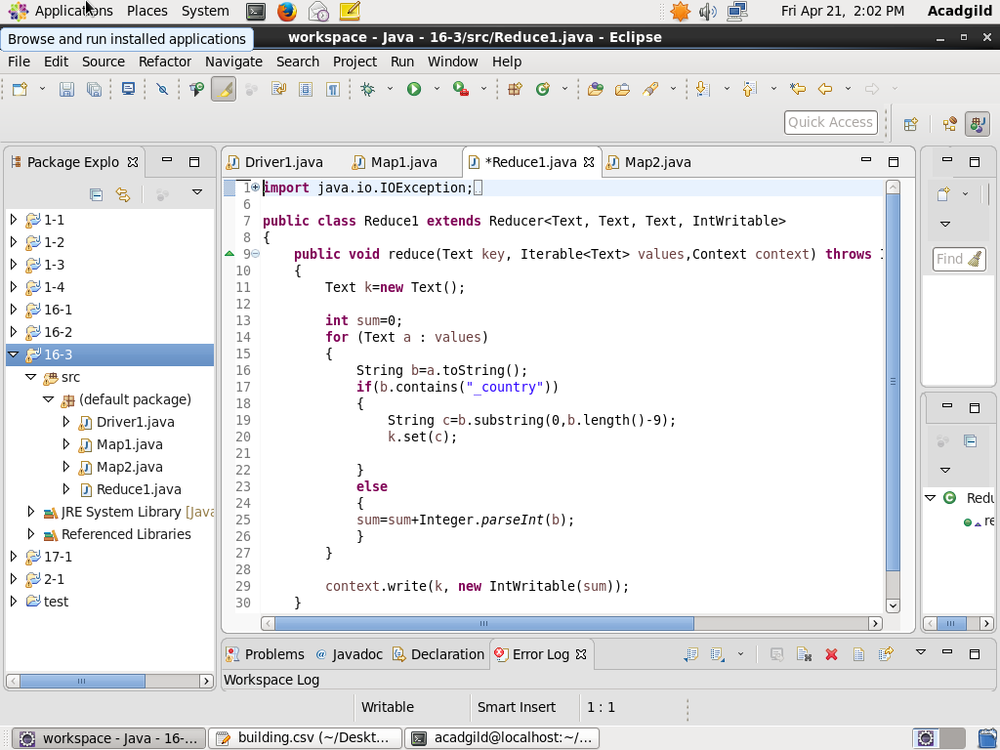 Applications Places System Fri Apr 21, 2:02 PM Acadgild
Browse and run installed applications
workspace - Java - 16-3/src/Reduce1.java - Eclipse
File Edit Source Refactor Navigate Search Project Run Window Help
Quick Access
Package Explo
Driver1.java Map1.java *Reduce1.java Map2.java
1-1
1-2
1-3
1-4
16-1
16-2
16-3
src
(default package)
Driver1.java
Map1.java
Map2.java
Reduce1.java
JRE System Library [Java
Referenced Libraries
17-1
2-1
test
1 import java.io.IOException;
6
7 public class Reduce1 extends Reducer<Text, Text, Text, IntWritable>
8 {
9 public void reduce(Text key, Iterable<Text> values,Context context) throws
10 {
11 Text k=new Text();
12
13 int sum=0;
14 for (Text a : values)
15 {
16 String b=a.toString();
17 if(b.contains("_country"))
18 {
19 String c=b.substring(0,b.length()-9);
20 k.set(c);
21
22 }
23 else
24 {
25 sum=sum+Integer.parseInt(b);
26 }
27 }
28
29 context.write(k, new IntWritable(sum));
30 }
Find
Redu
re
Problems @ Javadoc Declaration Error Log
Workspace Log
Writable Smart Insert 1 : 1
workspace - Java - 16-... building.csv (~/Deskt... acadgild@localhost:~/...